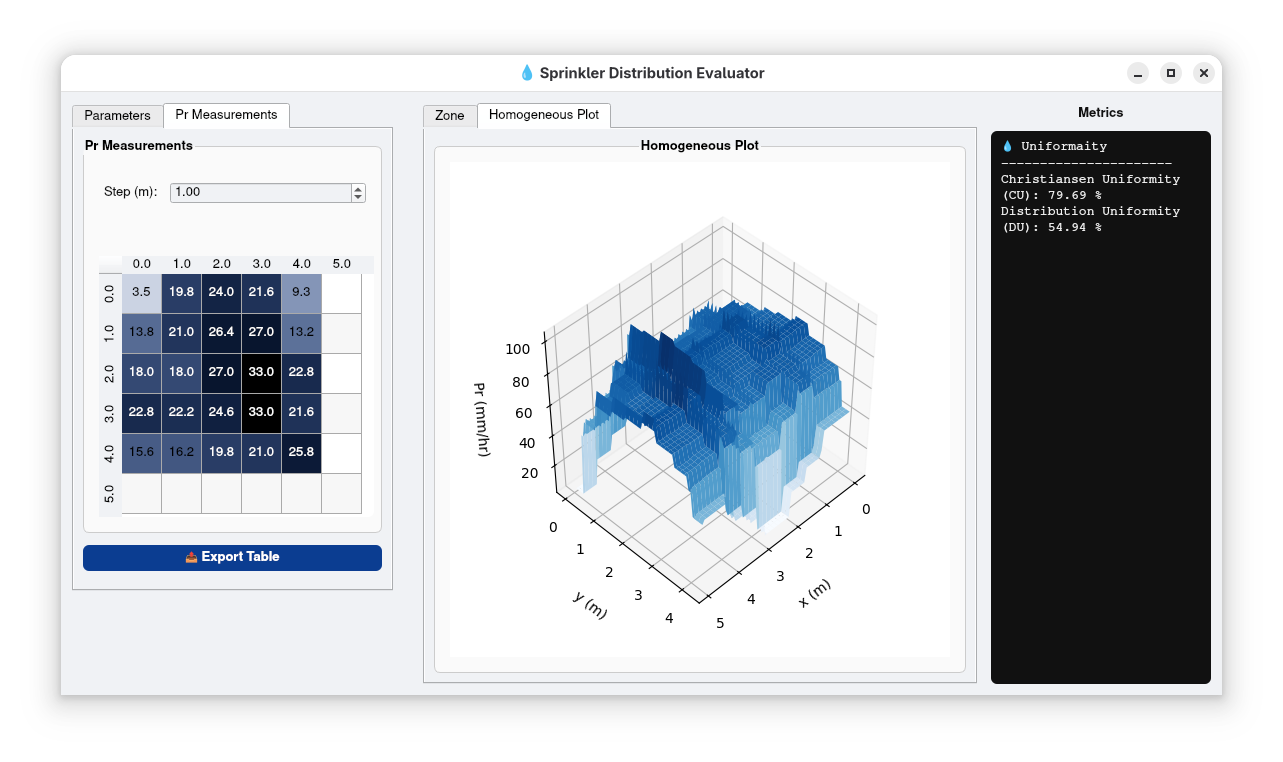 💧 Sprinkler Distribution Evaluator
Parameters
Pr Measurements
Pr Measurements
Step (m): 1.00
0.0 1.0 2.0 3.0 4.0 5.0
0.0 3.5 19.8 24.0 21.6 9.3
1.0 13.8 21.0 26.4 27.0 13.2
2.0 18.0 18.0 27.0 33.0 22.8
3.0 22.8 22.2 24.6 33.0 21.6
4.0 15.6 16.2 19.8 21.0 25.8
5.0
📤 Export Table
Zone
Homogeneous Plot
Homogeneous Plot
100
80
60
40
20
Pr (mm/hr)
0
1
2
3
4
y (m)
0
1
2
3
4
5
x (m)
Metrics
💧 Uniformaity
----------------------
Christiansen Uniformity
(CU): 79.69 %
Distribution Uniformity
(DU): 54.94 %